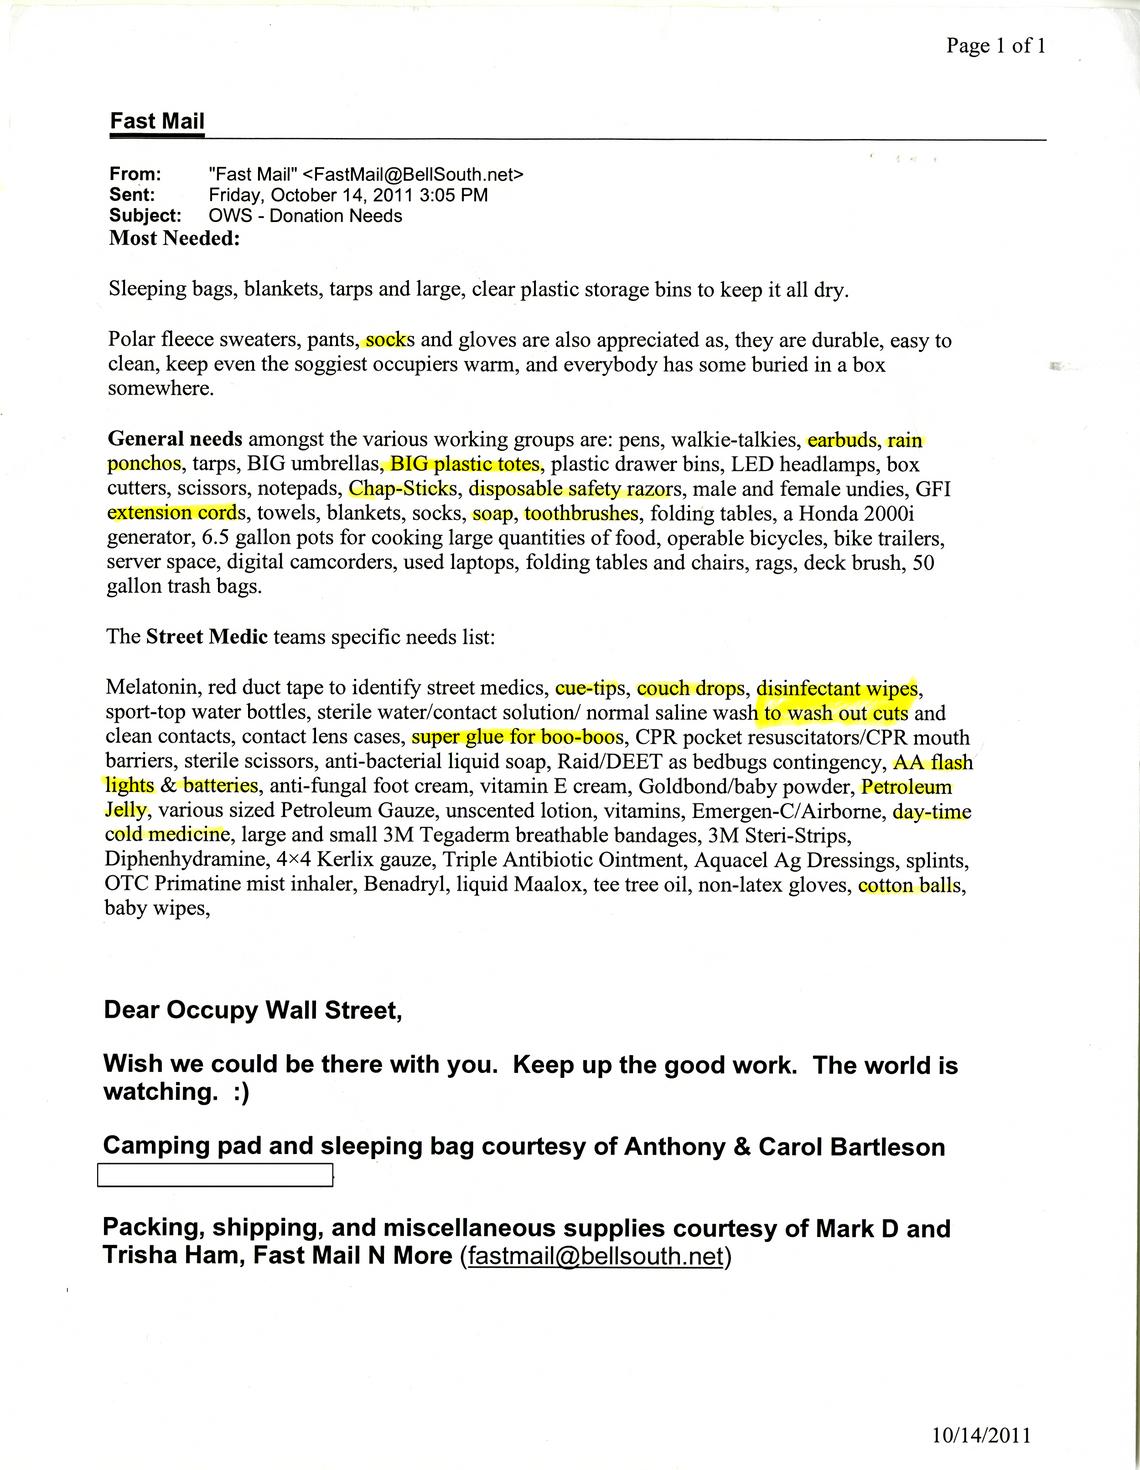 Page 1 of 1
Fast Mail
From: "Fast Mail" <FastMail@BellSouth.net>
Sent: Friday, October 14, 2011 3:05 PM
Subject: OWS - Donation Needs
Most Needed:
Sleeping bags, blankets, tarps and large, clear plastic storage bins to keep it all dry.
Polar fleece sweaters, pants, socks and gloves are also appreciated as, they are durable, easy to
clean, keep even the soggiest occupiers warm, and everybody has some buried in a box
somewhere.
General needs amongst the various working groups are: pens, walkie-talkies, earbuds, rain
ponchos, tarps, BIG umbrellas, BIG plastic totes, plastic drawer bins, LED headlamps, box
cutters, scissors, notepads, Chap-Sticks, disposable safety razors, male and female undies, GFI
extension cords, towels, blankets, socks, soap, toothbrushes, folding tables, a Honda 2000i
generator, 6.5 gallon pots for cooking large quantities of food, operable bicycles, bike trailers,
server space, digital camcorders, used laptops, folding tables and chairs, rags, deck brush, 50
gallon trash bags.
The Street Medic teams specific needs list:
Melatonin, red duct tape to identify street medics, cue-tips, couch drops, disinfectant wipes,
sport-top water bottles, sterile water/contact solution/ normal saline wash to wash out cuts and
clean contacts, contact lens cases, super glue for boo-boos, CPR pocket resuscitators/CPR mouth
barriers, sterile scissors, anti-bacterial liquid soap, Raid/DEET as bedbugs contingency, AA flash
lights & batteries, anti-fungal foot cream, vitamin E cream, Goldbond/baby powder, Petroleum
Jelly, various sized Petroleum Gauze, unscented lotion, vitamins, Emergen-C/Airborne, day-time
cold medicine, large and small 3M Tegaderm breathable bandages, 3M Steri-Strips,
Diphenhydramine, 4×4 Kerlix gauze, Triple Antibiotic Ointment, Aquacel Ag Dressings, splints,
OTC Primatine mist inhaler, Benadryl, liquid Maalox, tee tree oil, non-latex gloves, cotton balls,
baby wipes,
Dear Occupy Wall Street,
Wish we could be there with you. Keep up the good work. The world is
watching. :)
Camping pad and sleeping bag courtesy of Anthony & Carol Bartleson
Packing, shipping, and miscellaneous supplies courtesy of Mark D and
Trisha Ham, Fast Mail N More (fastmail@bellsouth.net)
10/14/2011